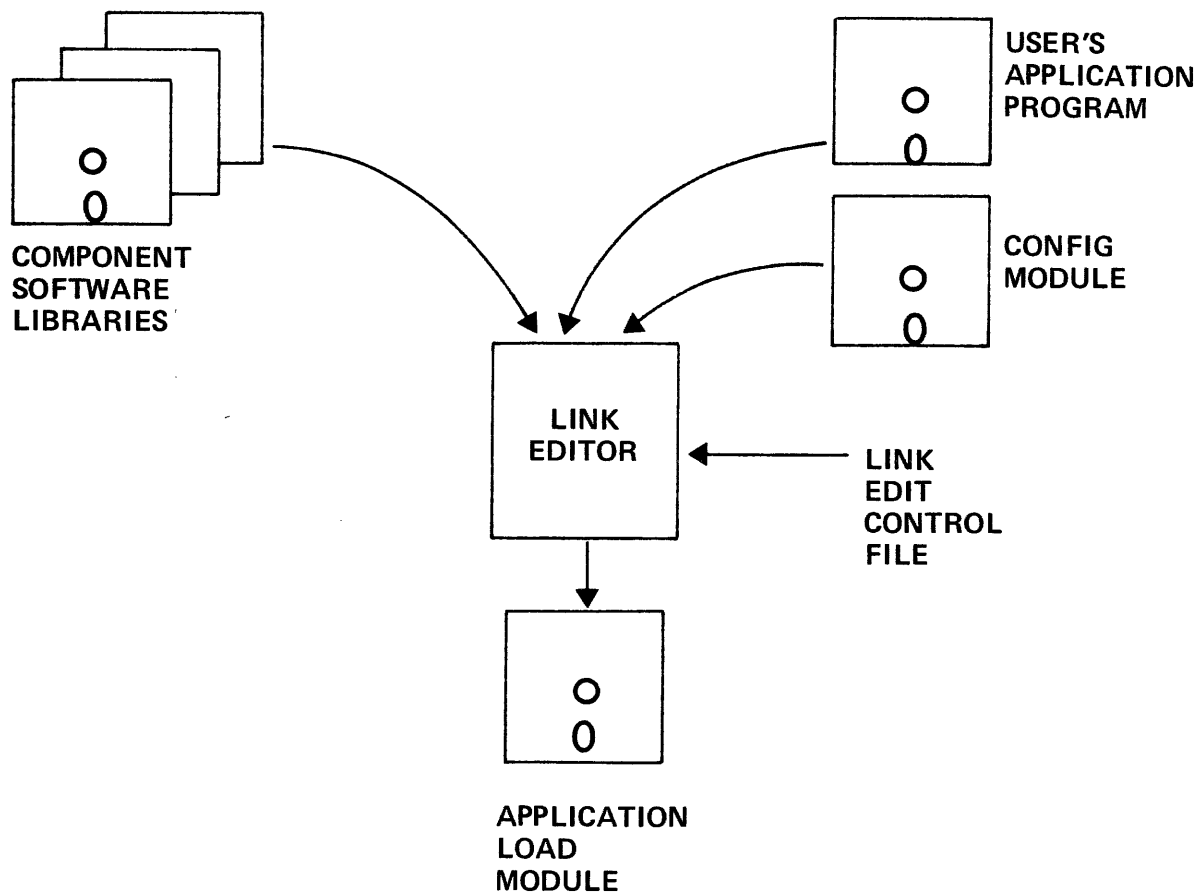 USER'S
APPLICATION
PROGRAM
COMPONENT
SOFTWARE
LIBRARIES
CONFIG
MODULE
LINK
EDITOR
LINK
EDIT
CONTROL
FILE
APPLICATION
LOAD
MODULE